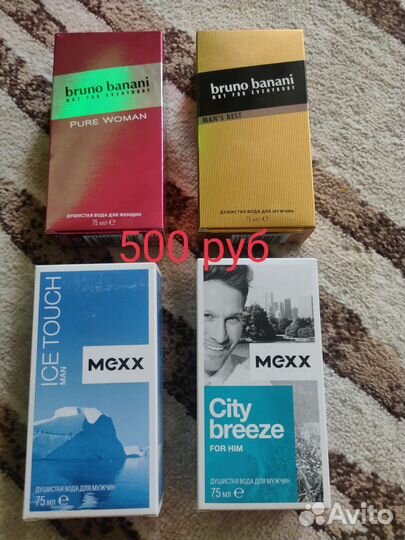 bruno banani
NOT FOR EVERYBODY
PURE WOMAN
ДУШИСТАЯ ВОДА ДЛЯ ЖЕНЩИН
75 мл ℮
bruno banani
NOT FOR EVERYBODY
MAN'S BEST
ДУШИСТАЯ ВОДА ДЛЯ МУЖЧИН
75 мл ℮
500 руб
ICE TOUCH
MAN
MEXX
ДУШИСТАЯ ВОДА ДЛЯ МУЖЧИН
75 мл ℮
MEXX
City
breeze
FOR HIM
ДУШИСТАЯ ВОДА ДЛЯ МУЖЧИН
75 мл ℮
Avito